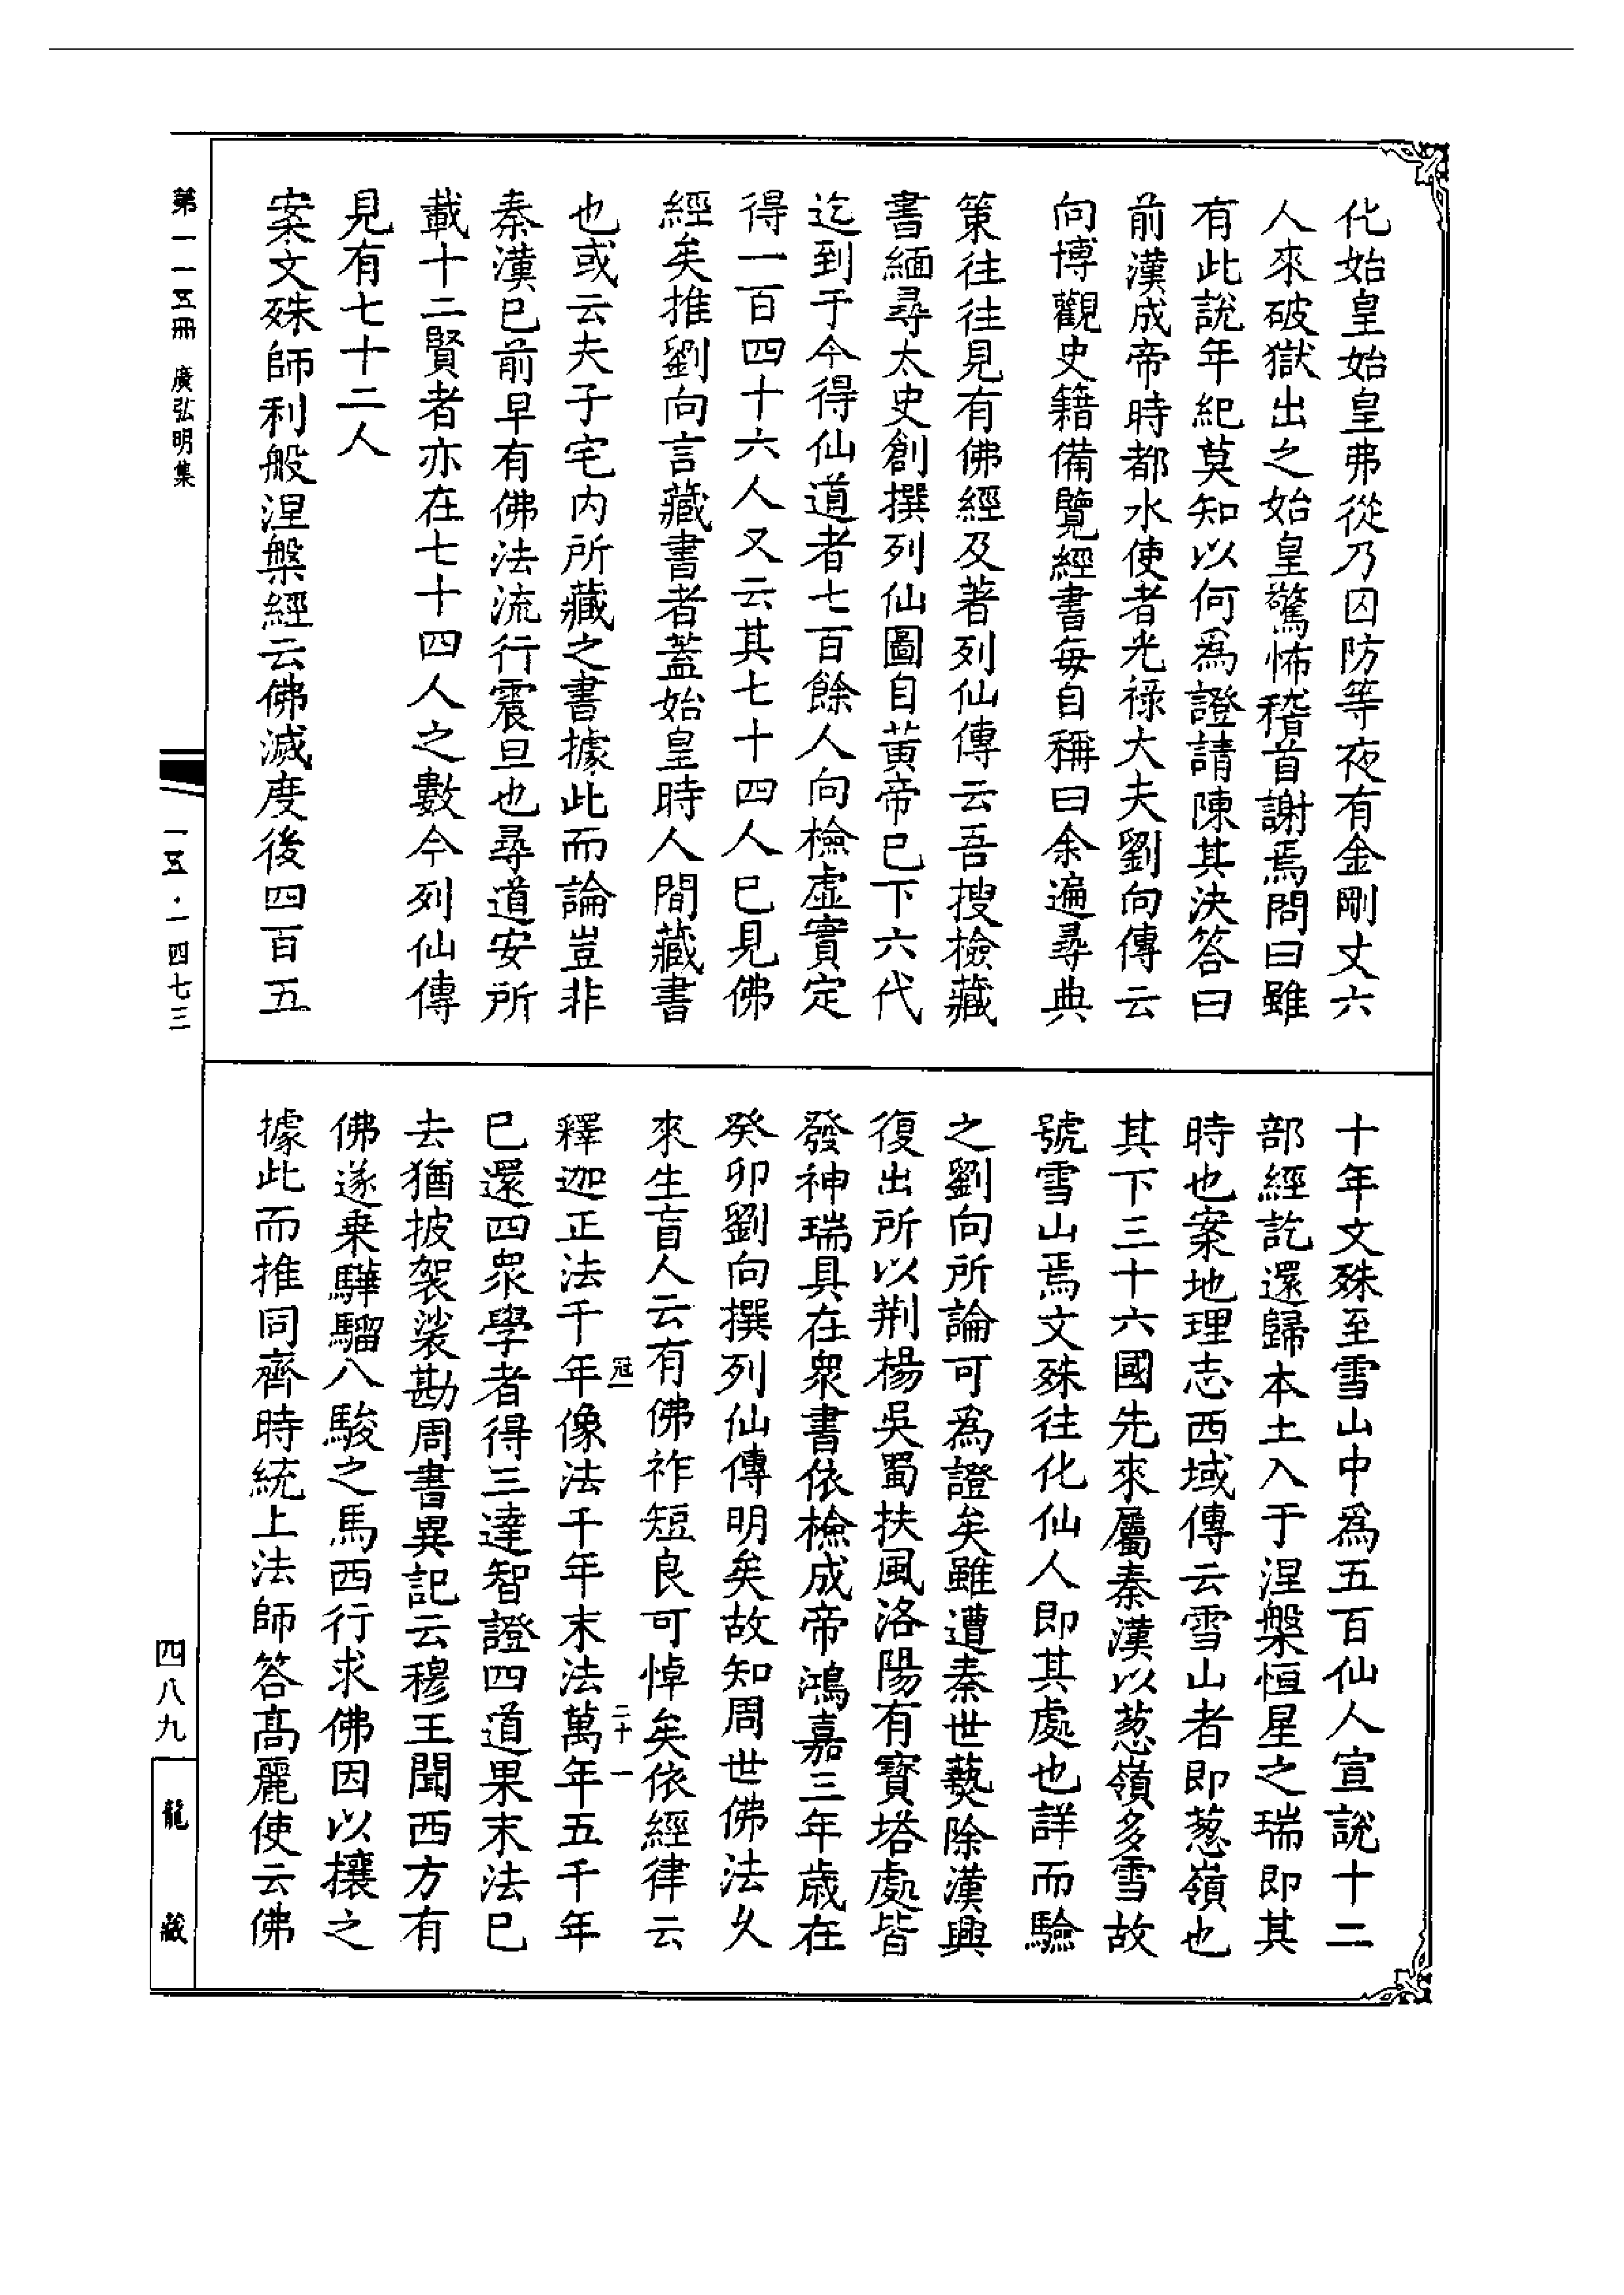 化始皇始皇弗從乃囚防等夜有金剛丈六
人來破獄出之始皇驚怖稽首謝焉問曰雖
有此說年紀莫知以何為證請陳其決答曰
前漢成帝時都水使者光祿大夫劉向傳云
向博觀史籍備覽經書每自稱曰余遍尋典
策往往見有佛經及著列仙傳云吾搜檢藏
書緬尋太史創撰列仙圖自黃帝已下六代
迄到于今得仙道者七百餘人向檢虛實定
得一百四十六人又云其七十四人已見佛
經矣推劉向言藏書者蓋始皇時人間藏書
也或云夫子宅內所藏之書據此而論豈非
秦漢已前早有佛法流行震旦也尋道安所
載十二賢者亦在七十四人之數今列仙傳
見有七十二人
案文殊師利般涅槃經云佛滅度後四百五
十年文殊至雪山中為五百仙人宣說十二
部經訖還歸本土入于涅槃恒星之瑞即其
時也案地理志西域傳云雪山者即葱嶺也
其下三十六國先來屬秦漢以葱嶺多雪故
號雪山焉文殊往化仙人即其處也詳而驗
之劉向所論可為證矣雖遭秦世爇除漢興
復出所以荆楊吳蜀扶風洛陽有寶塔處皆
發神瑞具在衆書依檢成帝鴻嘉三年歲在
癸卯劉向撰列仙傳明矣故知周世佛法久
來生盲人云有佛祚短良可悼矣依經律云
冠一
二十一
釋迦正法千年像法千年末法萬年五千年
已還四衆學者得三達智證四道果末法已
去猶披袈裟勘周書異記云穆王聞西方有
佛遂乗驊騮八駿之馬西行求佛因以攘之
據此而推同齊時統上法師答高麗使云佛
第一一五冊 廣弘明集
一五·一四七三
四八九
龍藏